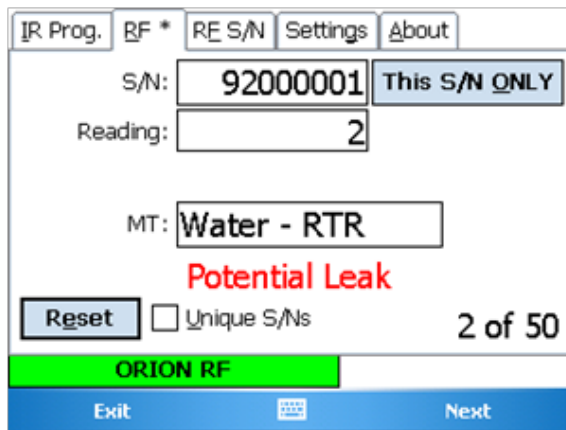 IR Prog. RF * RF S/N Settings About
S/N: 92000001 This S/N ONLY
Reading: 2
MT: Water - RTR
Potential Leak
Reset Unique S/Ns 2 of 50
ORION RF
Exit Next